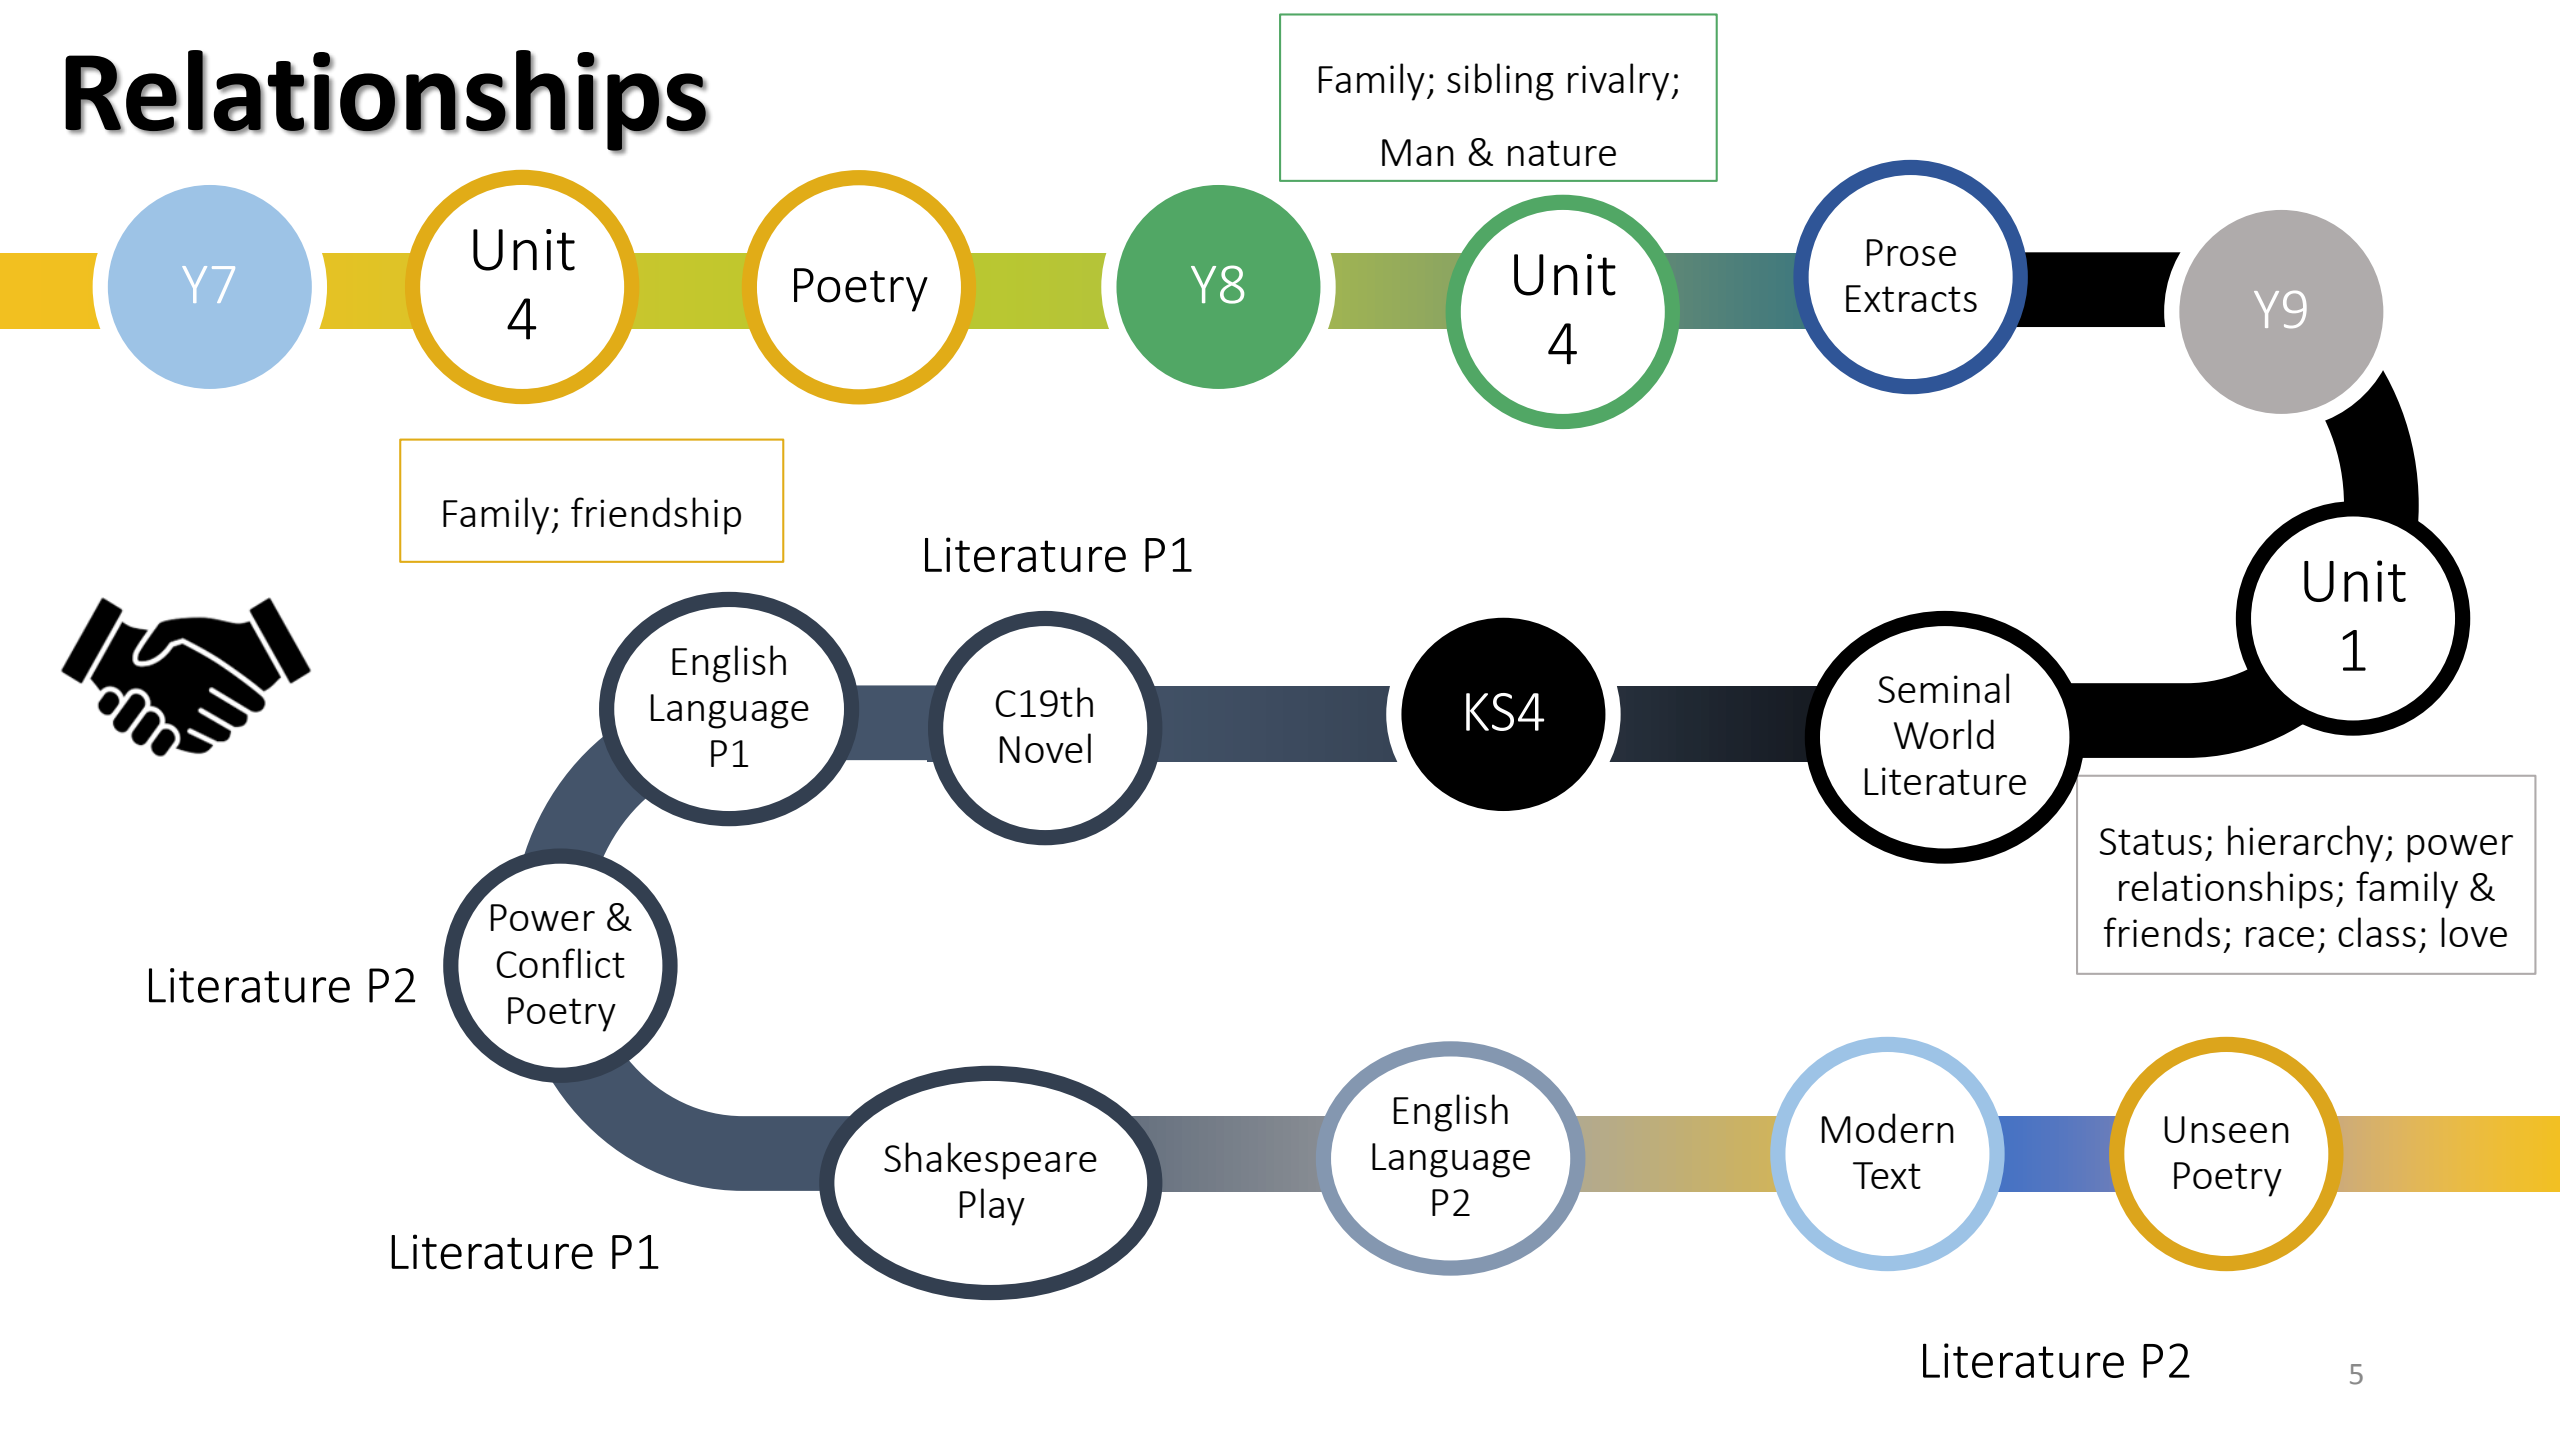 Relationships
Family; sibling rivalry;
Man & nature
Y7
Unit
4
Poetry
Y8
Unit
4
Prose
Extracts
Y9
Family; friendship
Unit
1
Literature P1
English
Language
P1
C19th
Novel
KS4
Seminal
World
Literature
Status; hierarchy; power
relationships; family &
friends; race; class; love
Literature P2
Power &
Conflict
Poetry
Literature P1
Shakespeare
Play
English
Language
P2
Modern
Text
Unseen
Poetry
Literature P2
5